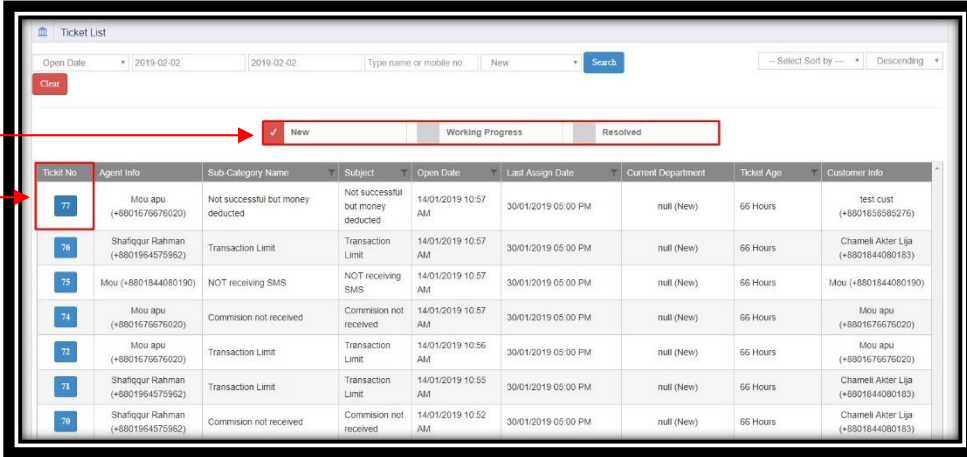 Ticket List
Open Date 2019-02-02 2019-02-02 Type name or mobile no. New Search -- Select Sort by --- Descending
Clear
✓ New Working Progress Resolved
Tickit No Agent Info Sub-Category Name Subject Open Date Last Assign Date Current Department Ticket Age Customer Info
77 Mou apu (+8801676676020) Not successful but money deducted Not successful but money deducted 14/01/2019 10:57 AM 30/01/2019 05:00 PM null (New) 66 Hours test cust (+8801858585276)
76 Shafiqqur Rahman (+8801964575962) Transaction Limit Transaction Limit 14/01/2019 10:57 AM 30/01/2019 05:00 PM null (New) 66 Hours Chameli Akter Lija (+8801844080183)
75 Mou (+8801844080190) NOT receiving SMS NOT receiving SMS 14/01/2019 10:57 AM 30/01/2019 05:00 PM null (New) 66 Hours Mou (+8801844080190)
74 Mou apu (+8801676676020) Commision not received Commision not received 14/01/2019 10:57 AM 30/01/2019 05:00 PM null (New) 66 Hours Mou apu (+8801676676020)
72 Mou apu (+8801676676020) Transaction Limit Transaction Limit 14/01/2019 10:56 AM 30/01/2019 05:00 PM null (New) 66 Hours Mou apu (+8801676676020)
71 Shafiqqur Rahman (+8801964575962) Transaction Limit Transaction Limit 14/01/2019 10:55 AM 30/01/2019 05:00 PM null (New) 66 Hours Chameli Akter Lija (+8801844080183)
70 Shafiqqur Rahman (+8801964575962) Commision not received Commision not received 14/01/2019 10:52 AM 30/01/2019 05:00 PM null (New) 66 Hours Chameli Akter Lija (+8801844080183)